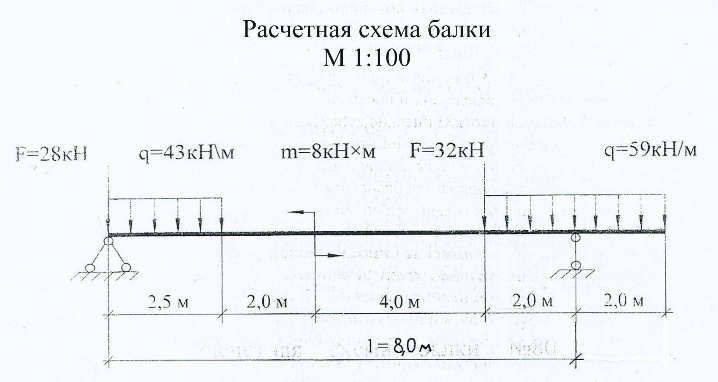 Расчетная схема балки
М 1:100
F=28кН q=43кН\м m=8кН×м F=32кН q=59кН/м
2,5 м 2,0 м 4,0 м 2,0 м 2,0 м
l = 8,0 м